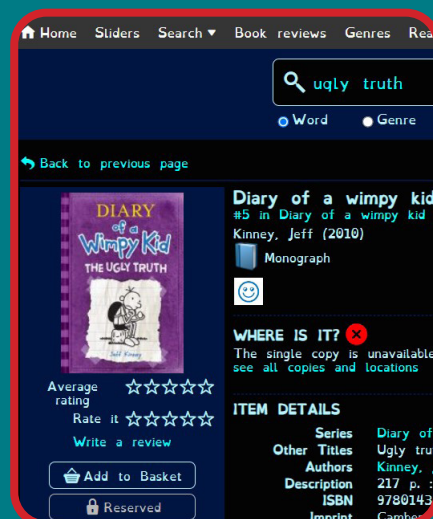 Home Sliders Search ▼ Book reviews Genres
ugly truth
Word Genre
Back to previous page
DIARY
of a
Wimpy Kid
THE UGLY TRUTH
Jeff Kinney
Average
rating
Rate it
Write a review
Add to Basket
Reserved
Diary of a wimpy kid
#5 in Diary of a wimpy kid
Kinney, Jeff (2010)
Monograph
WHERE IS IT?
The single copy is unavailable
see all copies and locations
ITEM DETAILS
Series Diary of
Other Titles Ugly tru
Authors Kinney,
Description 217 p. :
ISBN 9780143
Imprint Camber